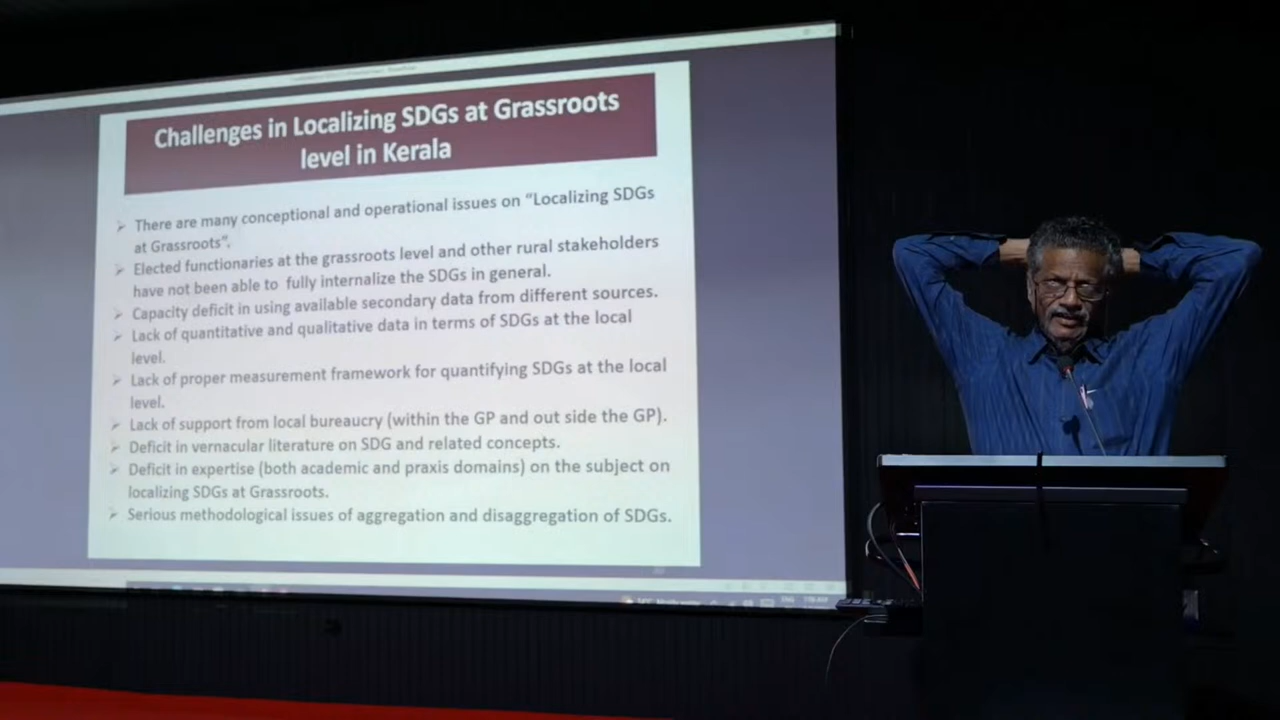 Challenges in Localizing SDGs at Grassroots
level in Kerala
➢ There are many conceptional and operational issues on “Localizing SDGs
at Grassroots”.
➢ Elected functionaries at the grassroots level and other rural stakeholders
have not been able to fully internalize the SDGs in general.
➢ Capacity deficit in using available secondary data from different sources.
➢ Lack of quantitative and qualitative data in terms of SDGs at the local
level.
➢ Lack of proper measurement framework for quantifying SDGs at the local
level.
➢ Lack of support from local bureaucry (within the GP and out side the GP).
➢ Deficit in vernacular literature on SDG and related concepts.
➢ Deficit in expertise (both academic and praxis domains) on the subject on
localizing SDGs at Grassroots.
➢ Serious methodological issues of aggregation and disaggregation of SDGs.
ENG